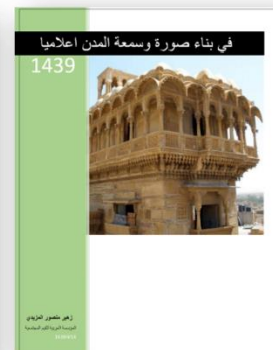 في بناء صورة وسمعة المدن اعلاميا
1439
زهير منصور المزيدي